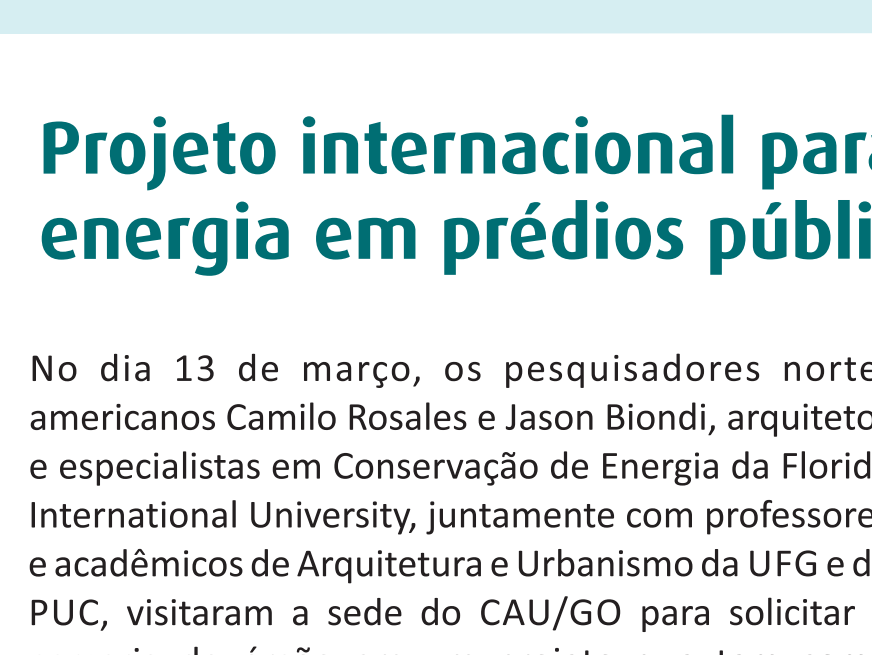 Projeto internacional para
energia em prédios públi
No dia 13 de março, os pesquisadores norte
americanos Camilo Rosales e Jason Biondi, arquiteto
e especialistas em Conservação de Energia da Florid
International University, juntamente com professore
e acadêmicos de Arquitetura e Urbanismo da UFG e d
PUC, visitaram a sede do CAU/GO para solicitar